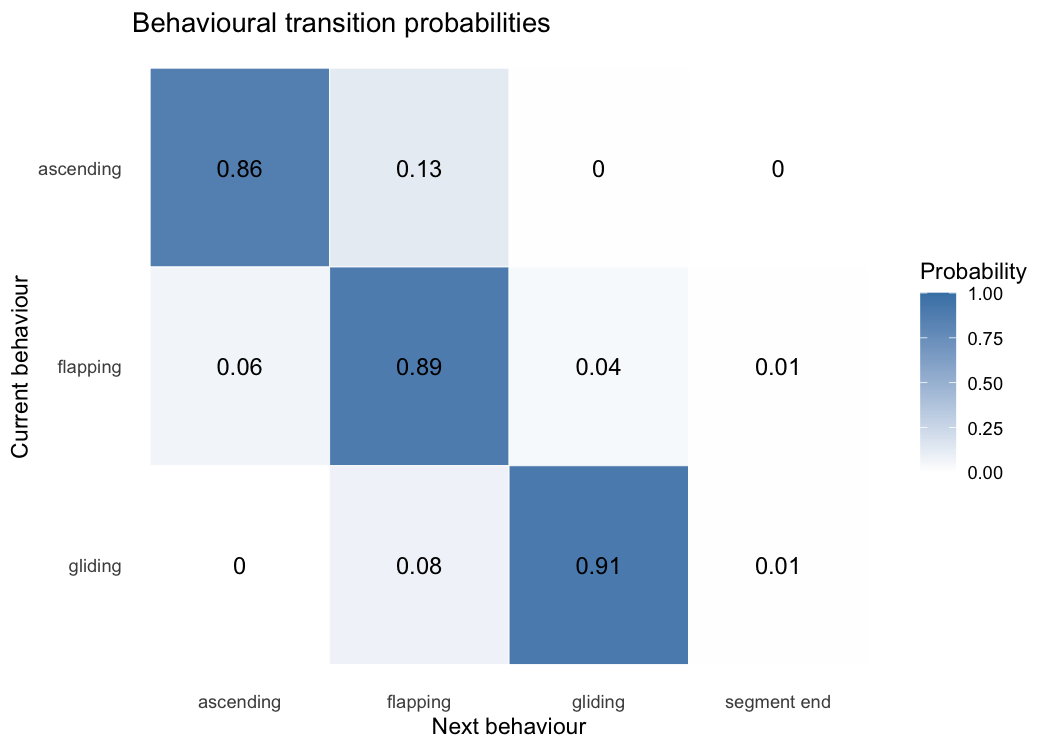 Behavioural transition probabilities
Current behaviour
ascending
0.86 0.13 0 0
flapping
0.06 0.89 0.04 0.01
gliding
0 0.08 0.91 0.01
ascending flapping gliding segment end
Next behaviour
Probability
1.00
0.75
0.50
0.25
0.00